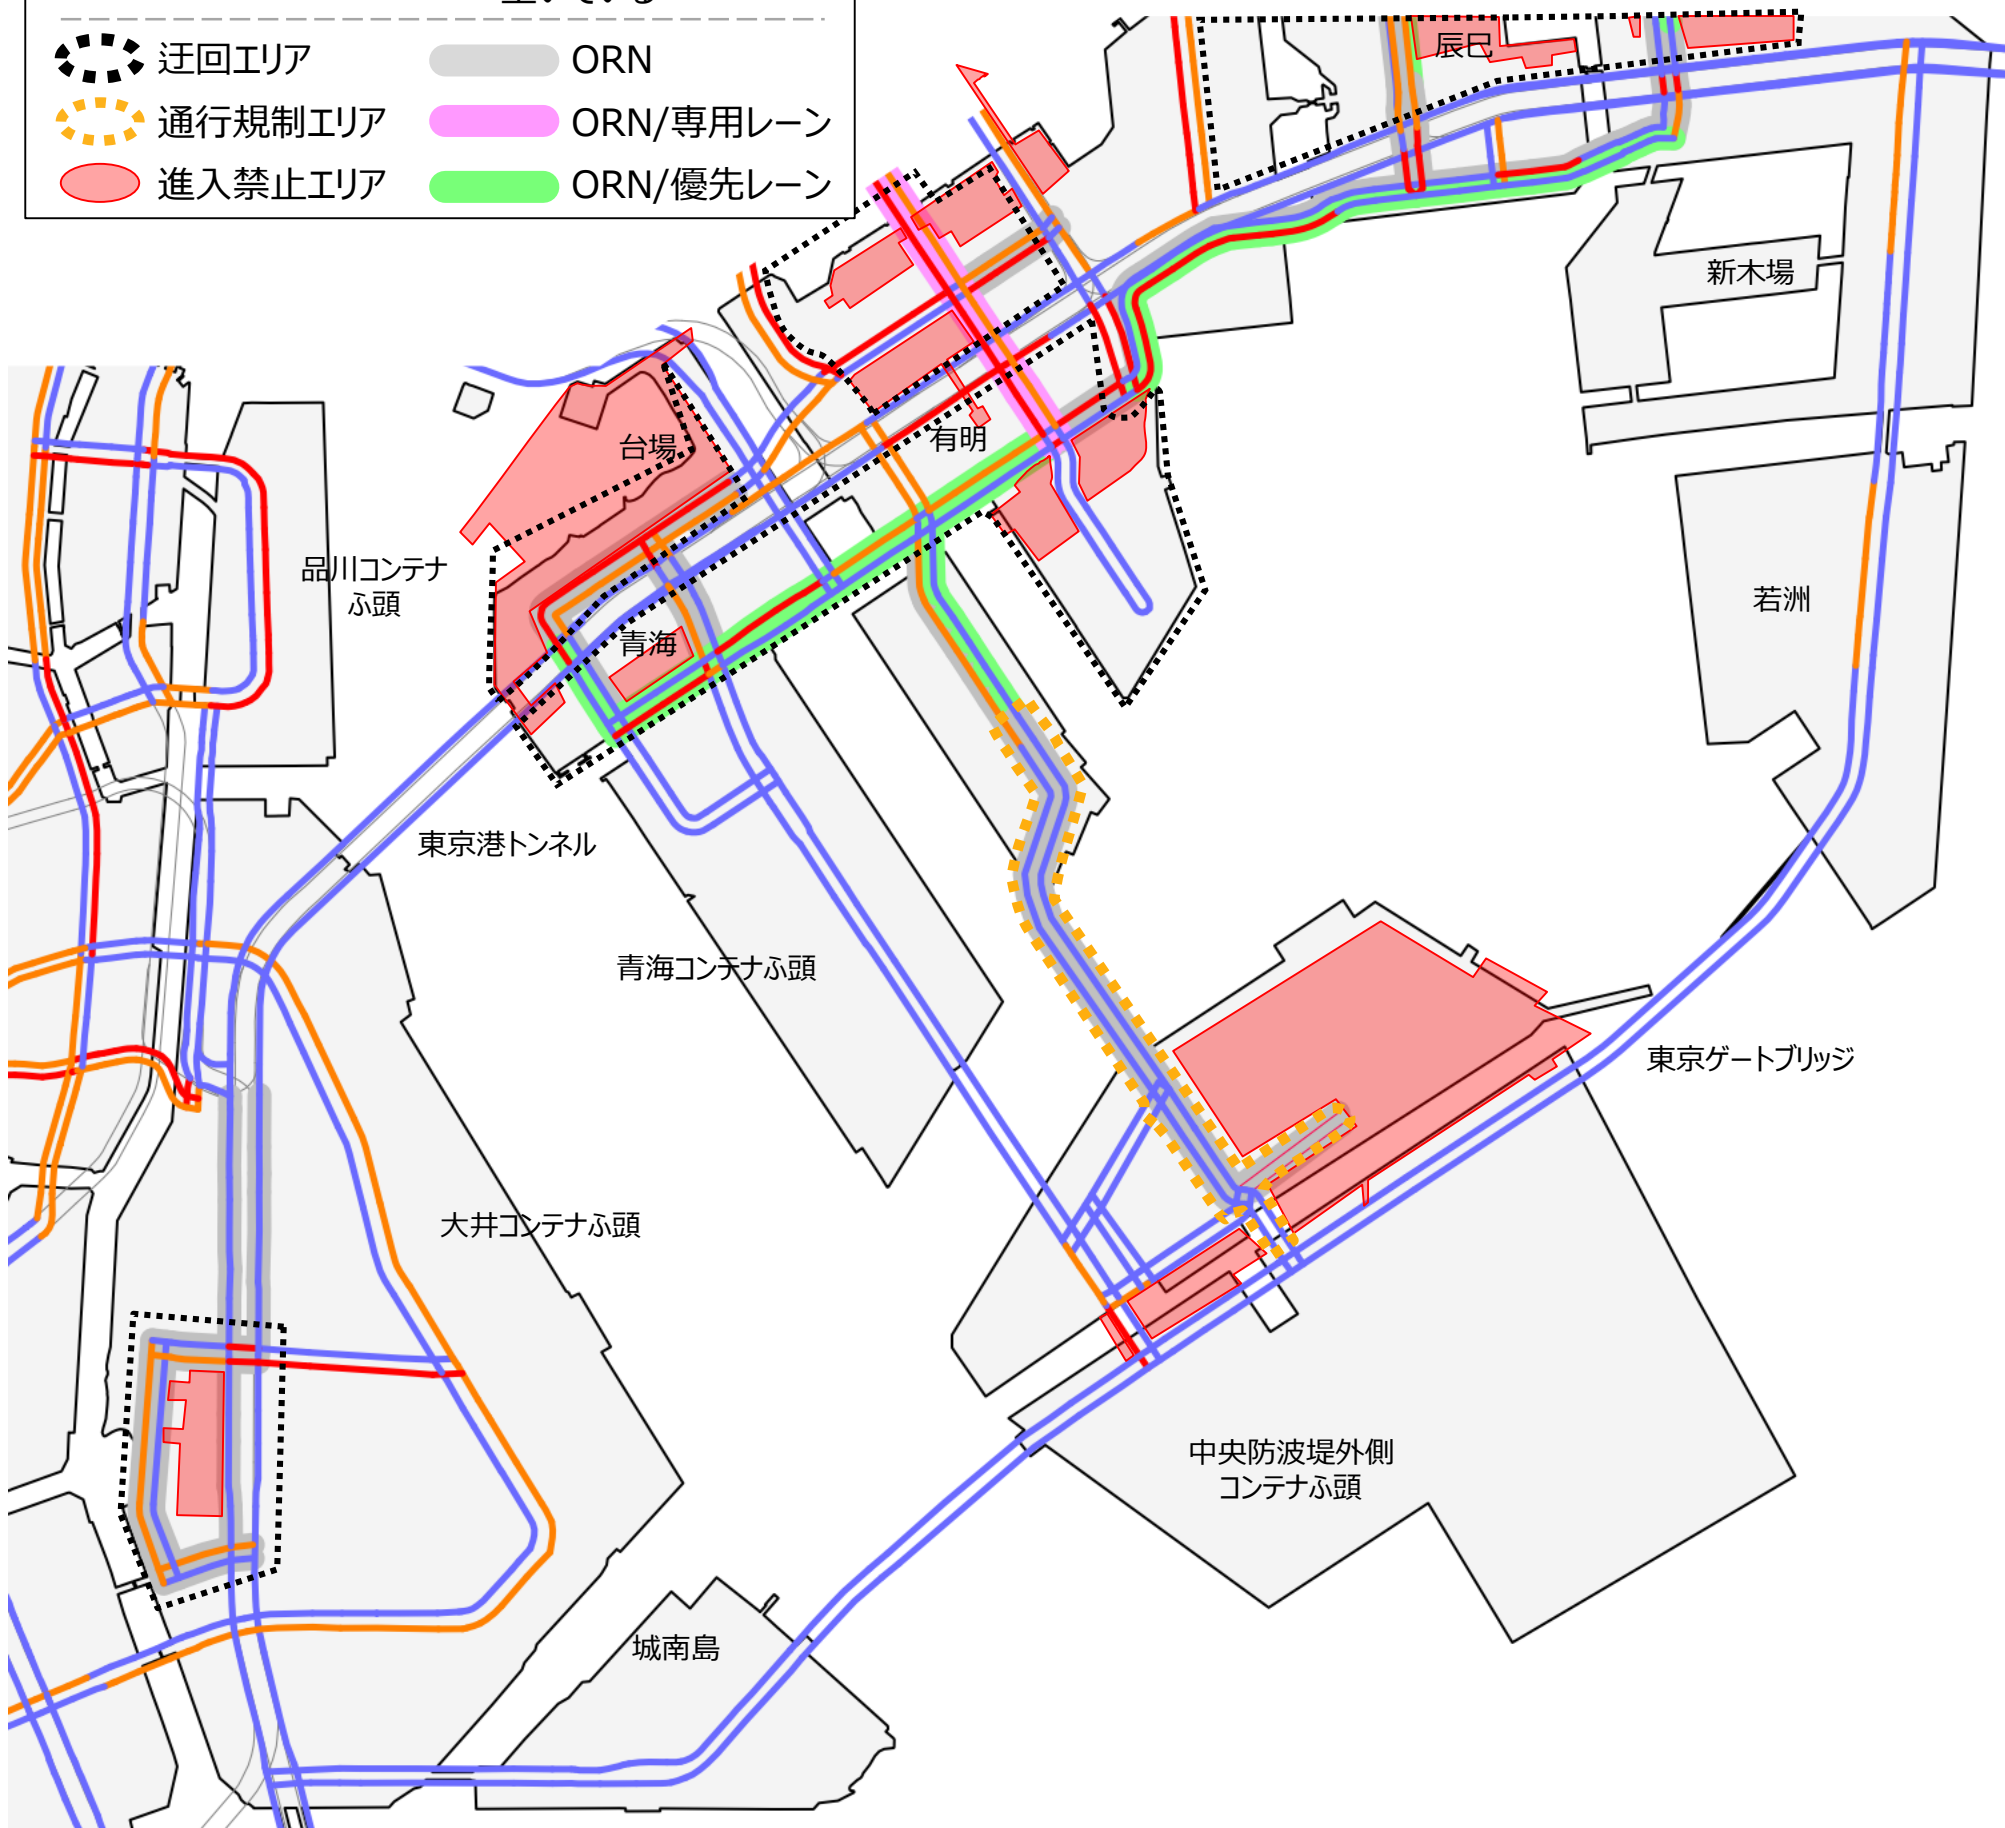 空いている
迂回エリア
ORN
通行規制エリア
ORN/専用レーン
進入禁止エリア
ORN/優先レーン
辰巳
新木場
台場
有明
品川コンテナ
ふ頭
若洲
青海
東京港トンネル
青海コンテナふ頭
東京ゲートブリッジ
大井コンテナふ頭
中央防波堤外側
コンテナふ頭
城南島